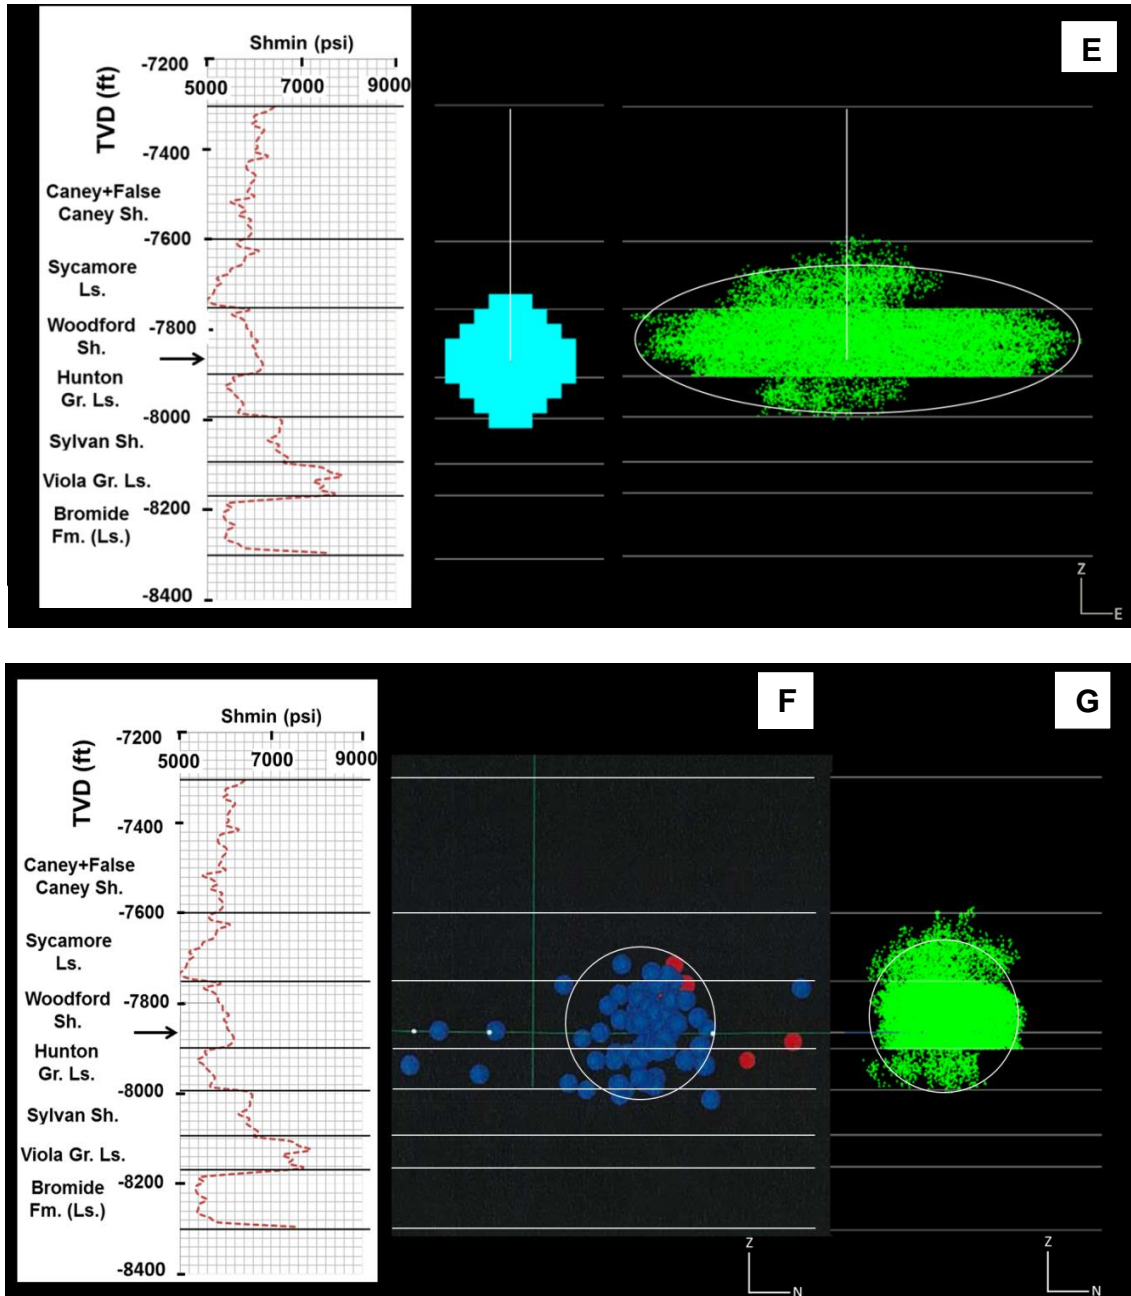 Shmin (psi)
E
-7200
5000 7000 9000
TVD (ft)
-7400
Caney+False
Caney Sh.
-7600
Sycamore
Ls.
Woodford
Sh.
-7800
Hunton
Gr. Ls.
-8000
Sylvan Sh.
Viola Gr. Ls.
-8200
Bromide
Fm. (Ls.)
-8400
Z
E
Shmin (psi)
F
G
-7200
5000 7000 9000
TVD (ft)
-7400
Caney+False
Caney Sh.
-7600
Sycamore
Ls.
Woodford
Sh.
-7800
Hunton
Gr. Ls.
-8000
Sylvan Sh.
Viola Gr. Ls.
-8200
Bromide
Fm. (Ls.)
-8400
Z
N
Z
N